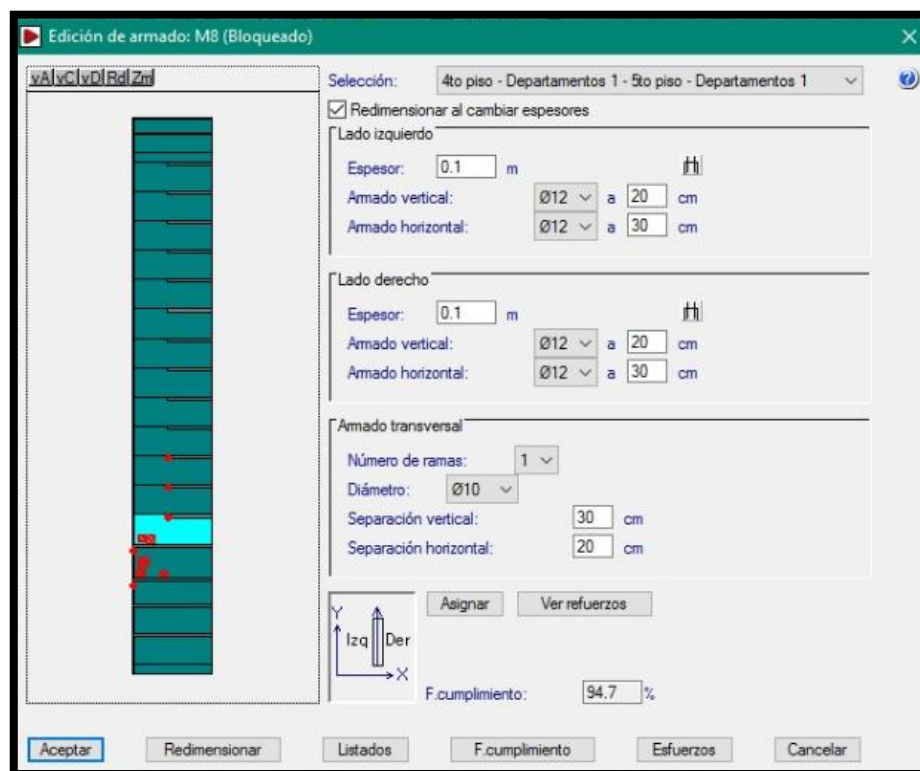 Edición de armado: M8 (Bloqueado)
vA vC vD Rd Zm
Selección: 4to piso - Departamentos 1 - 5to piso - Departamentos 1
Redimensionar al cambiar espesores
Lado izquierdo
Espesor: 0.1 m
Armado vertical: Ø12 a 20 cm
Armado horizontal: Ø12 a 30 cm
Lado derecho
Espesor: 0.1 m
Armado vertical: Ø12 a 20 cm
Armado horizontal: Ø12 a 30 cm
Armado transversal
Número de ramas: 1
Diámetro: Ø10
Separación vertical: 30 cm
Separación horizontal: 20 cm
Asignar Ver refuerzos
Y
Izq Der
X
F.cumplimiento: 94.7 %
Aceptar Redimensionar Listados F.cumplimiento Esfuerzos Cancelar